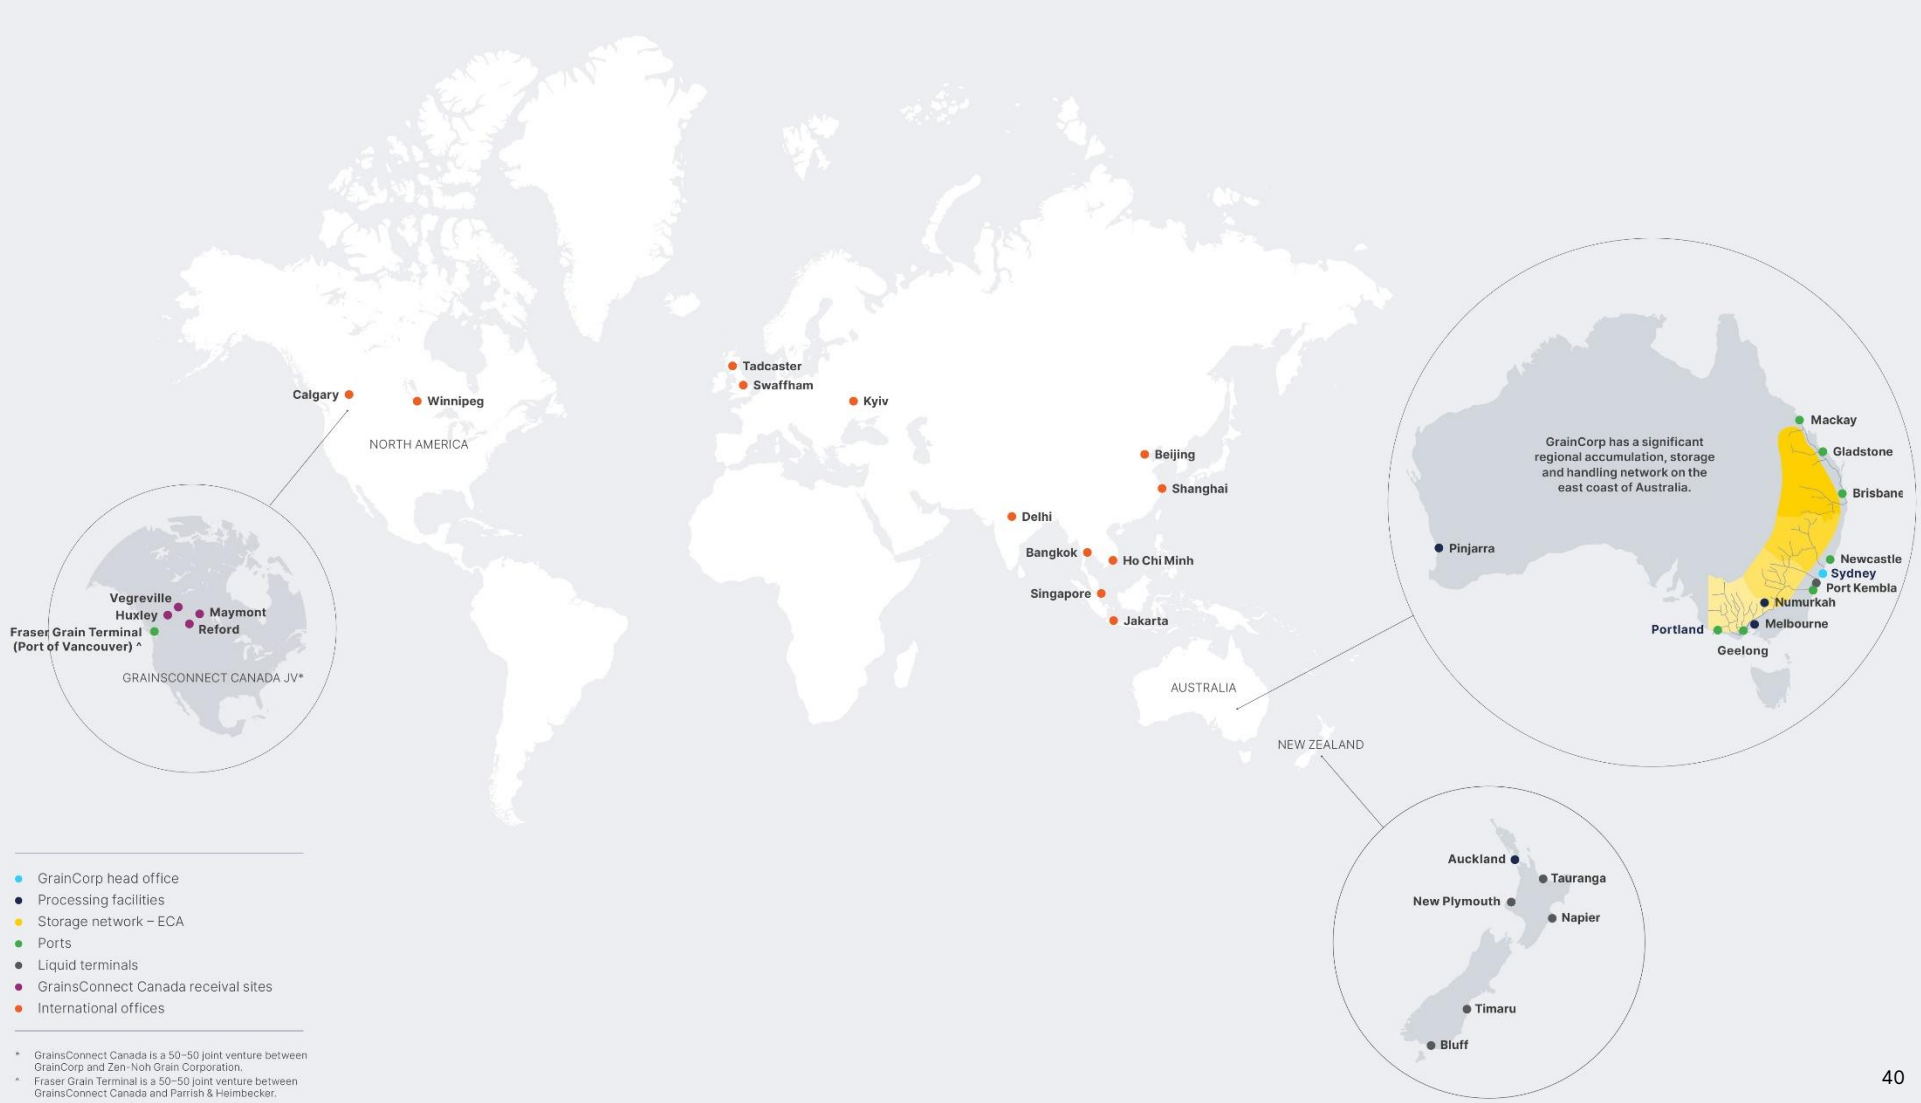 Tadcaster
Swaffham
Kyiv
Calgary
Winnipeg
NORTH AMERICA
Beijing
Shanghai
Delhi
Bangkok
Ho Chi Minh
Singapore
Jakarta
AUSTRALIA
NEW ZEALAND
GrainCorp has a significant
regional accumulation, storage
and handling network on the
east coast of Australia.
Mackay
Gladstone
Brisbane
Pinjarra
Newcastle
Sydney
Port Kembla
Numurkah
Melbourne
Portland
Geelong
Vegreville
Huxley
Maymont
Reford
Fraser Grain Terminal
(Port of Vancouver) ^
GRAINSCONNECT CANADA JV*
Auckland
Tauranga
New Plymouth
Napier
Timaru
Bluff
GrainCorp head office
Processing facilities
Storage network – ECA
Ports
Liquid terminals
GrainsConnect Canada receival sites
International offices
* GrainsConnect Canada is a 50–50 joint venture between
GrainCorp and Zen-Noh Grain Corporation.
^ Fraser Grain Terminal is a 50–50 joint venture between
GrainsConnect Canada and Parrish & Heimbecker.
40